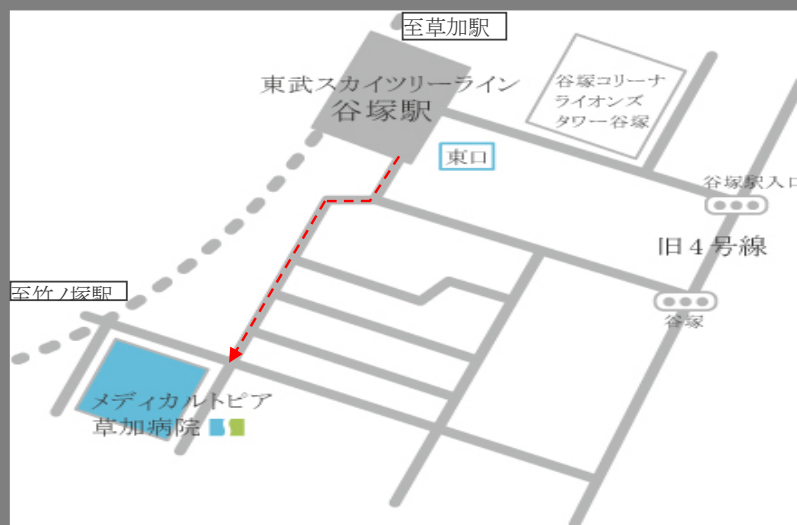 至草加駅
東武スカイツリーライン
谷塚駅
谷塚コリーナ
ライオンズ
タワー谷塚
東口
谷塚駅入口
旧4号線
至竹ノ塚駅
谷塚
メディカルトピア
草加病院